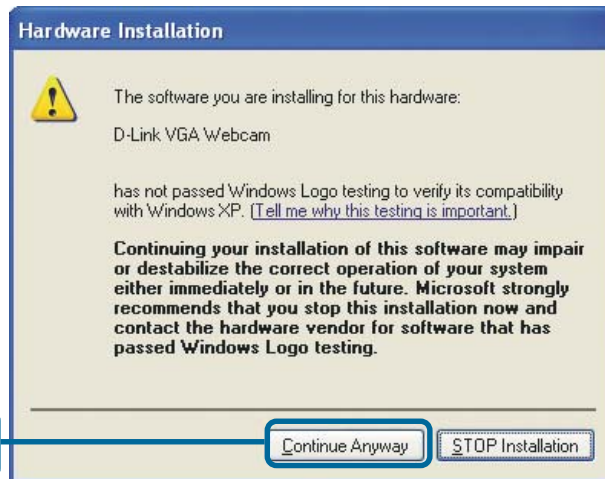 Hardware Installation
The software you are installing for this hardware:
D-Link VGA Webcam
has not passed Windows Logo testing to verify its compatibility
with Windows XP. (Tell me why this testing is important.)
Continuing your installation of this software may impair
or destabilize the correct operation of your system
either immediately or in the future. Microsoft strongly
recommends that you stop this installation now and
contact the hardware vendor for software that has
passed Windows Logo testing.
Continue Anyway
STOP Installation